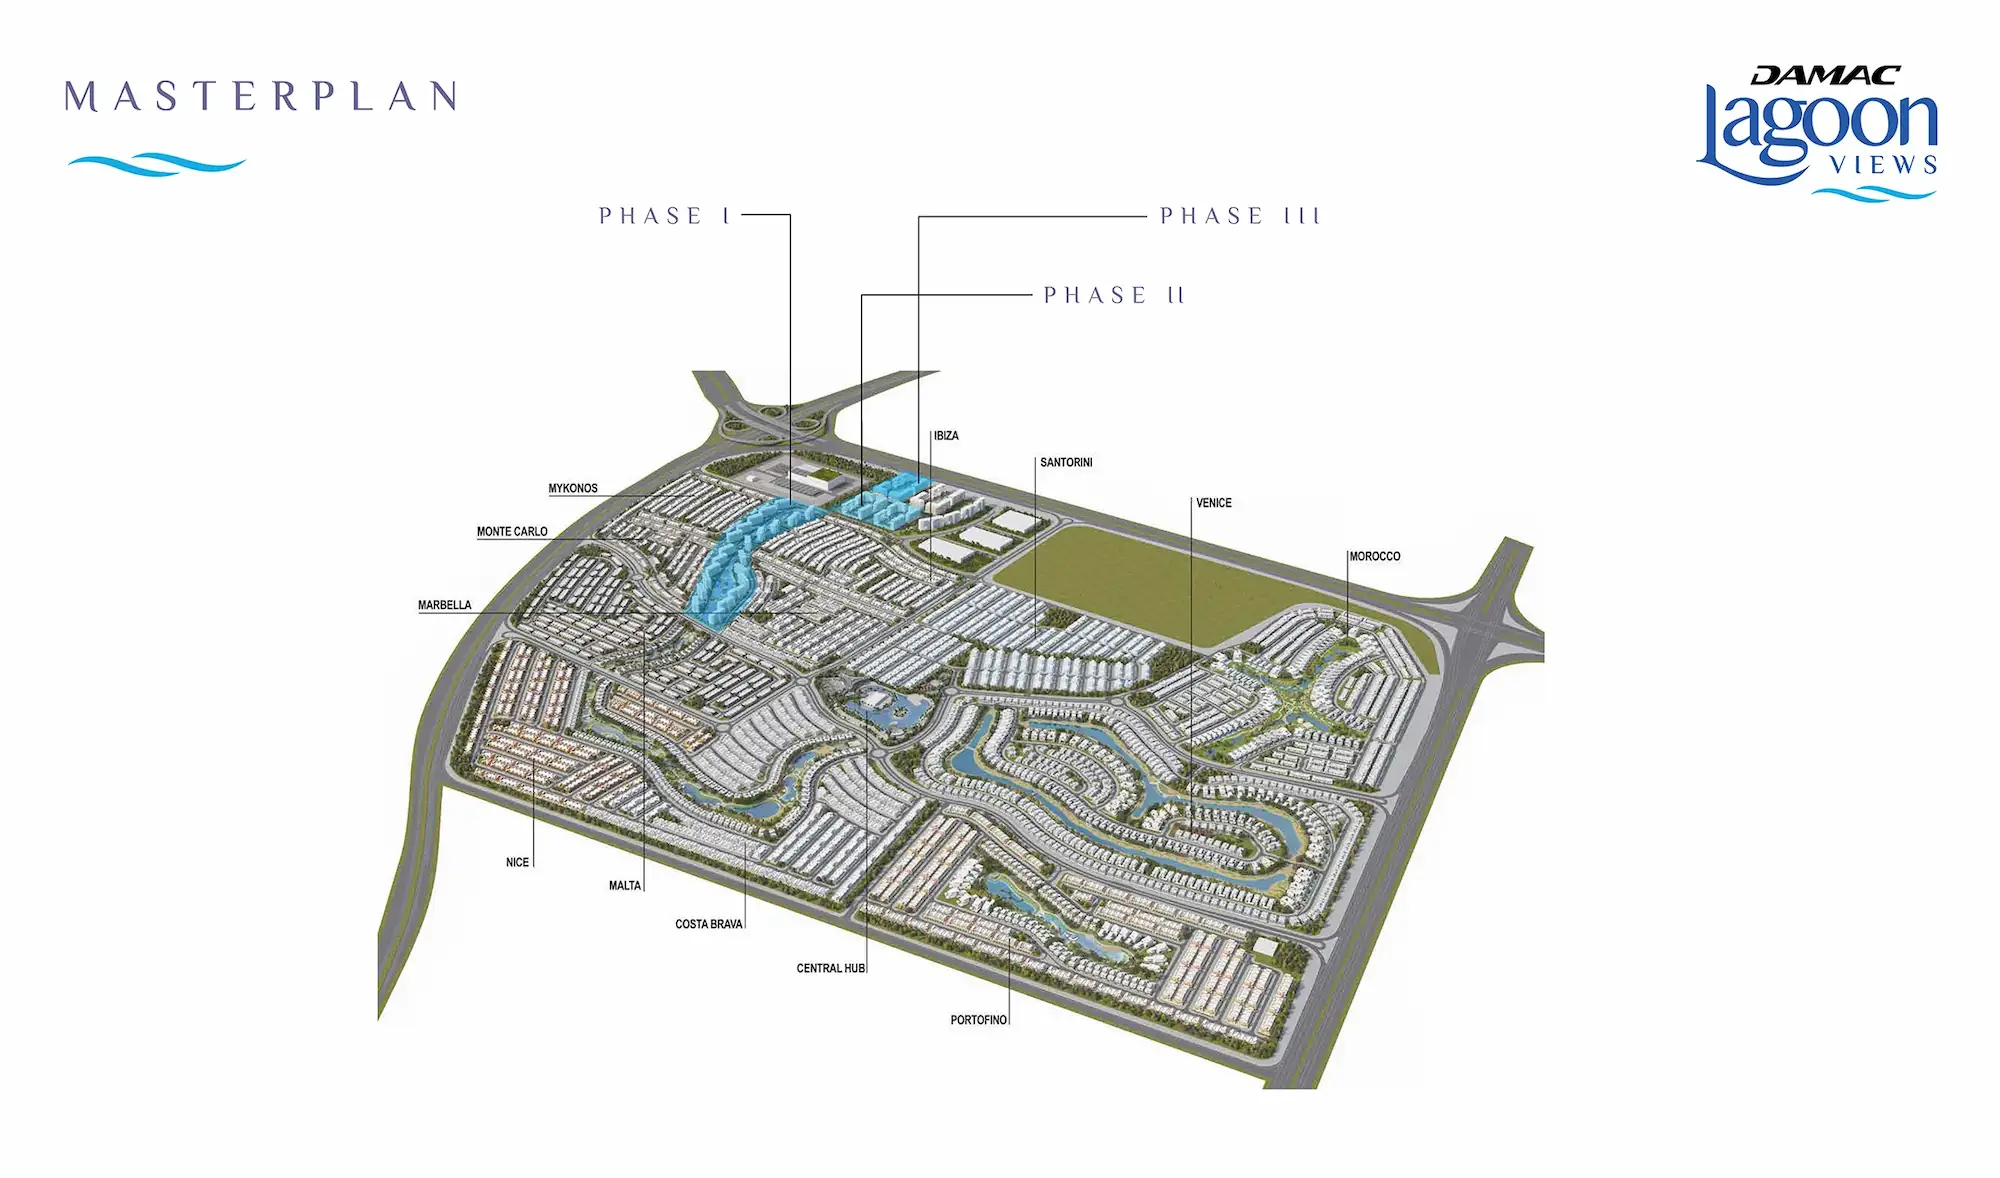 MASTERPLAN
DAMAC
Lagoon
VIEWS
PHASE I
PHASE III
PHASE II
IBIZA
SANTORINI
MYKONOS
VENICE
MONTE CARLO
MOROCCO
MARBELLA
NICE
MALTA
COSTA BRAVA
CENTRAL HUB
PORTOFINO